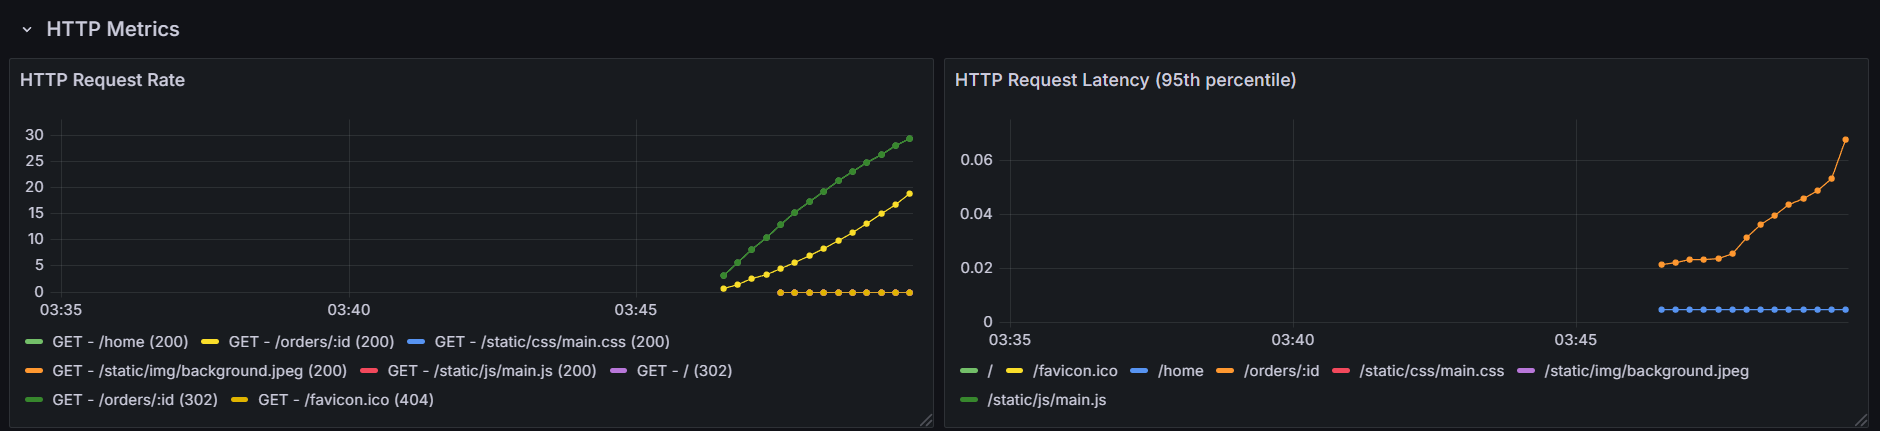 HTTP Metrics
HTTP Request Rate
30
25
20
15
10
5
0
03:35 03:40 03:45
GET - /home (200) GET - /orders/:id (200) GET - /static/css/main.css (200)
GET - /static/img/background.jpeg (200) GET - /static/js/main.js (200) GET - / (302)
GET - /orders/:id (302) GET - /favicon.ico (404)
HTTP Request Latency (95th percentile)
0.06
0.04
0.02
0
03:35 03:40 03:45
/ /favicon.ico /home /orders/:id /static/css/main.css /static/img/background.jpeg
/static/js/main.js